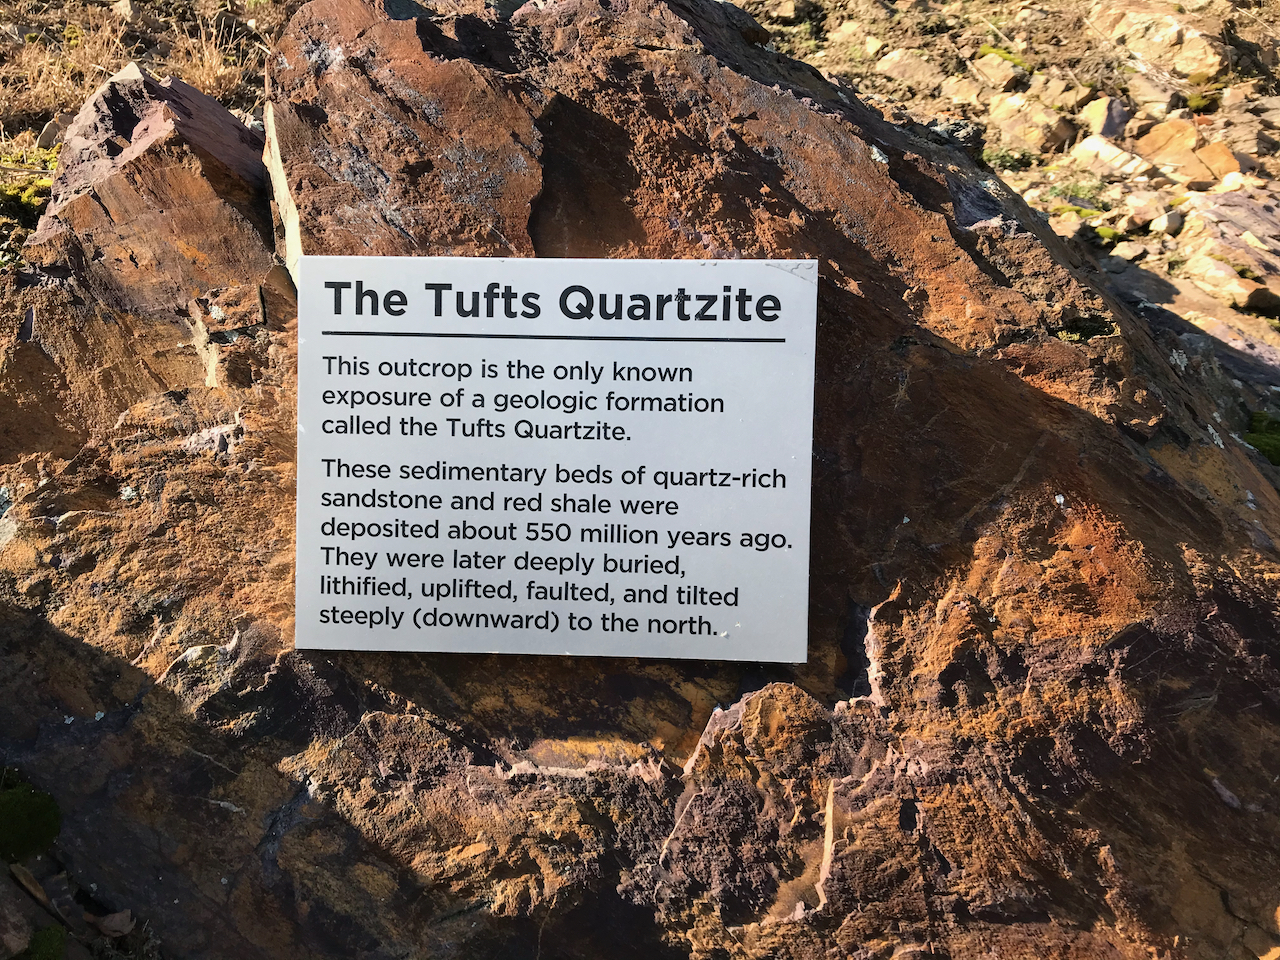 The Tufts Quartzite
This outcrop is the only known
exposure of a geologic formation
called the Tufts Quartzite.
These sedimentary beds of quartz-rich
sandstone and red shale were
deposited about 550 million years ago.
They were later deeply buried,
lithified, uplifted, faulted, and tilted
steeply (downward) to the north.